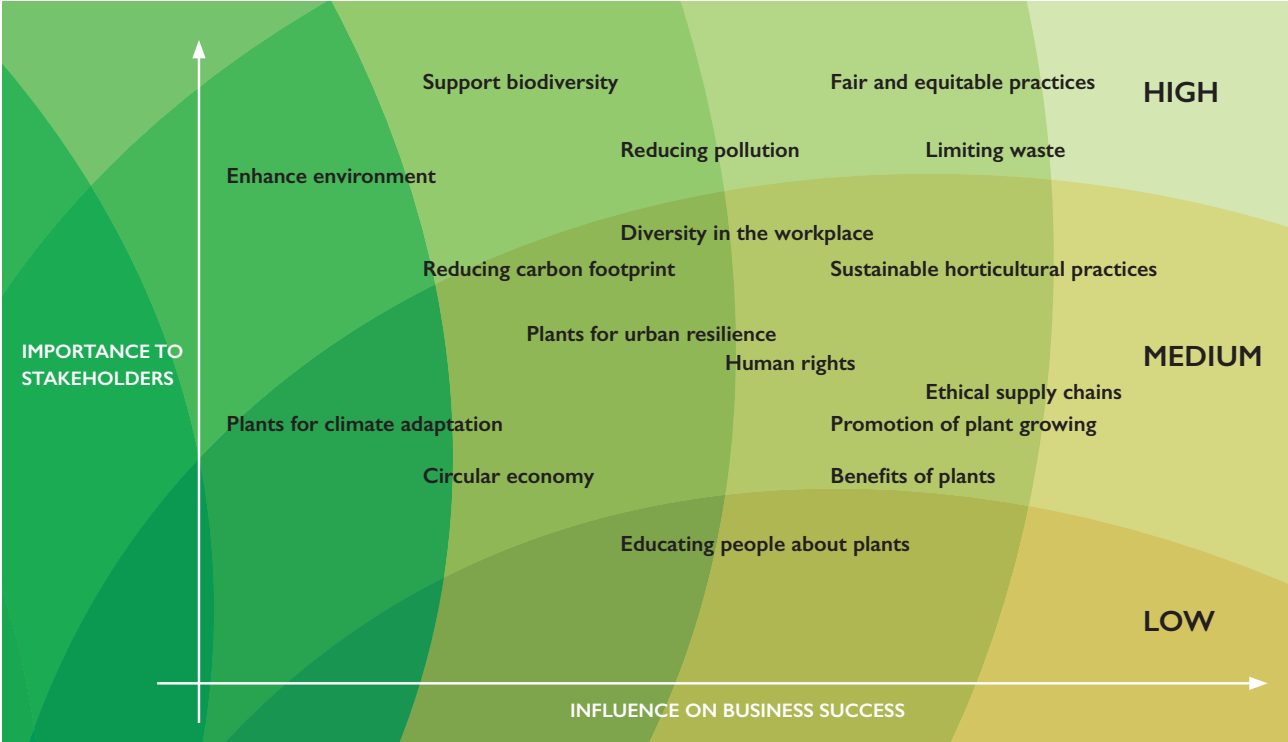 Support biodiversity
Fair and equitable practices
HIGH
Reducing pollution
Limiting waste
Enhance environment
Diversity in the workplace
Reducing carbon footprint
Sustainable horticultural practices
Plants for urban resilience
IMPORTANCE TO
STAKEHOLDERS
MEDIUM
Human rights
Ethical supply chains
Plants for climate adaptation
Promotion of plant growing
Circular economy
Benefits of plants
Educating people about plants
LOW
INFLUENCE ON BUSINESS SUCCESS